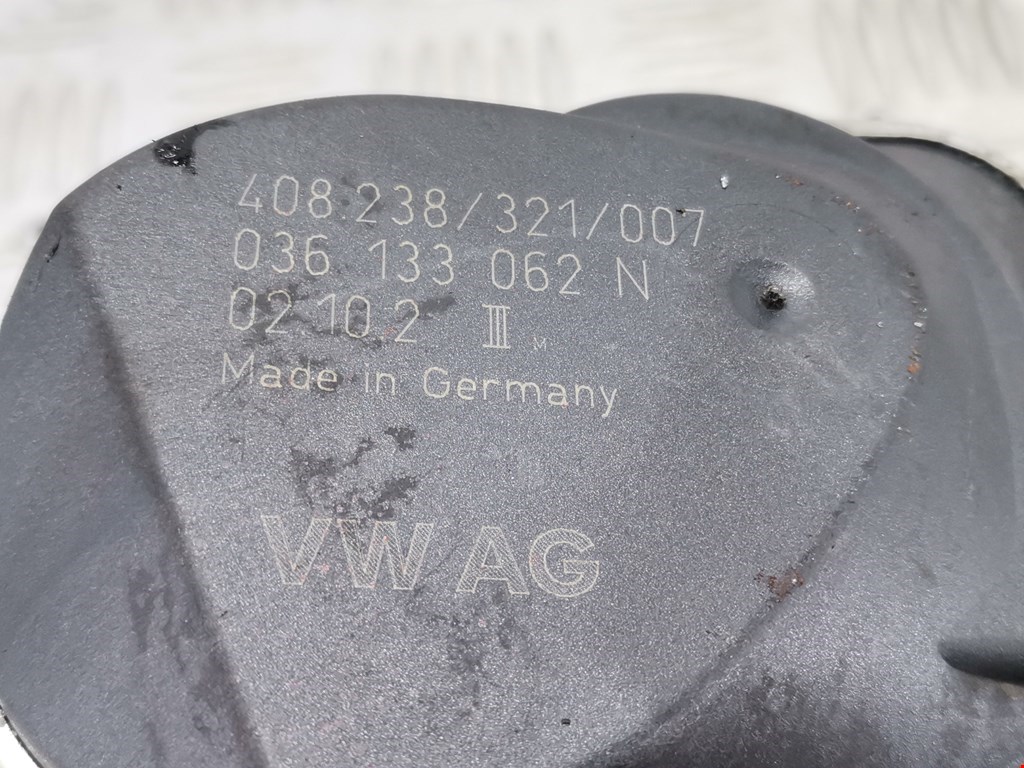 408.238/321/007
036 133 062 N
02 10.2 III M
Made in Germany
VW AG